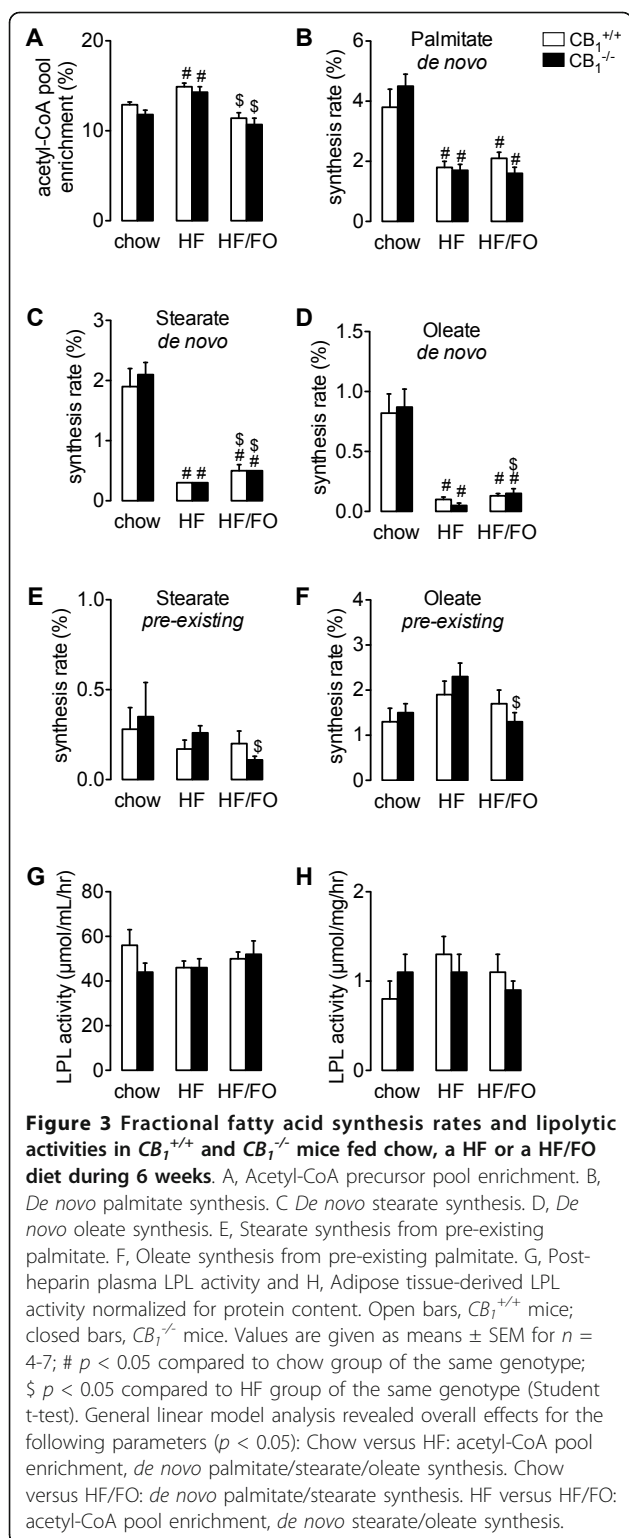 A
acetyl-CoA pool
enrichment (%)
20
10
0
# #
$ $
chow HF HF/FO
B
Palmitate
de novo
CB1+/+
CB1-/-
synthesis rate (%)
6
4
2
0
# #
#
#
chow HF HF/FO
C
Stearate
de novo
synthesis rate (%)
3
2
1
0
# #
$ $
# #
chow HF HF/FO
D
Oleate
de novo
synthesis rate (%)
1.5
1.0
0.5
0.0
# #
$
# #
chow HF HF/FO
E
Stearate
pre-existing
synthesis rate (%)
1.0
0.5
0.0
$
chow HF HF/FO
F
Oleate
pre-existing
synthesis rate (%)
4
3
2
1
0
$
chow HF HF/FO
G
LPL activity (µmol/mL/hr)
80
60
40
20
0
chow HF HF/FO
H
LPL activity (µmol/mg/hr)
2
1
0
chow HF HF/FO
Figure 3 Fractional fatty acid synthesis rates and lipolytic
activities in CB1+/+ and CB1-/- mice fed chow, a HF or a HF/FO
diet during 6 weeks. A, Acetyl-CoA precursor pool enrichment. B,
De novo palmitate synthesis. C De novo stearate synthesis. D, De
novo oleate synthesis. E, Stearate synthesis from pre-existing
palmitate. F, Oleate synthesis from pre-existing palmitate. G, Post-
heparin plasma LPL activity and H, Adipose tissue-derived LPL
activity normalized for protein content. Open bars, CB1+/+ mice;
closed bars, CB1-/- mice. Values are given as means ± SEM for n =
4-7; # p < 0.05 compared to chow group of the same genotype;
$ p < 0.05 compared to HF group of the same genotype (Student
t-test). General linear model analysis revealed overall effects for the
following parameters (p < 0.05): Chow versus HF: acetyl-CoA pool
enrichment, de novo palmitate/stearate/oleate synthesis. Chow
versus HF/FO: de novo palmitate/stearate synthesis. HF versus HF/FO:
acetyl-CoA pool enrichment, de novo stearate/oleate synthesis.